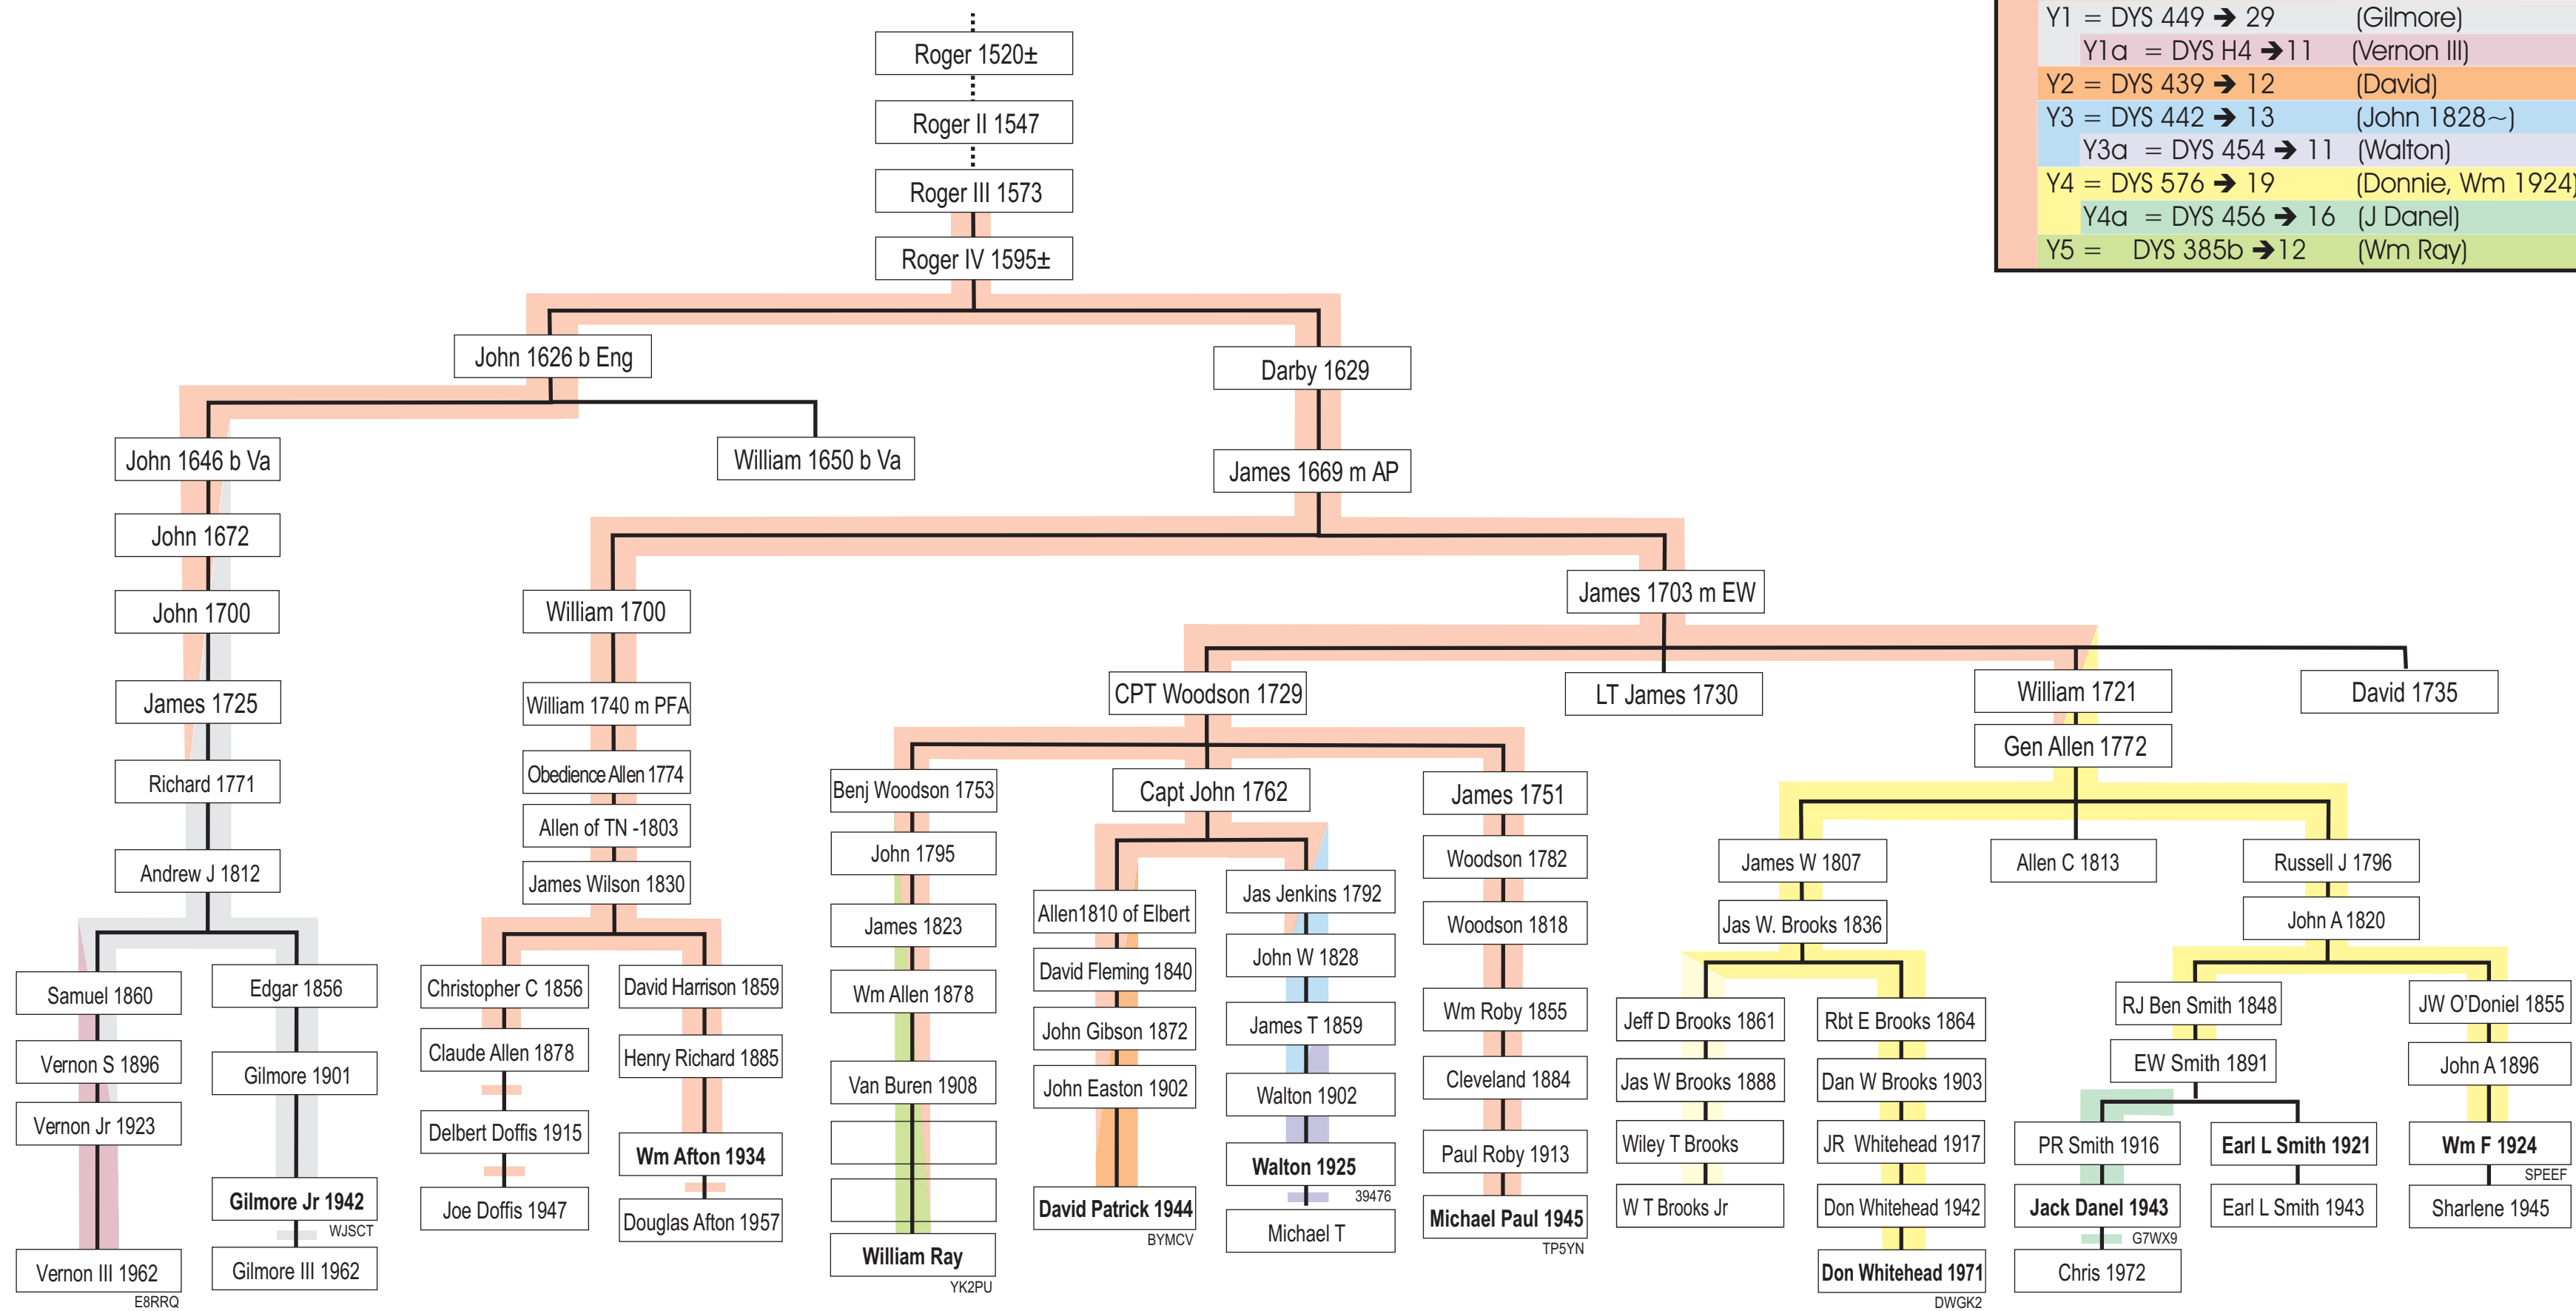 Y1 = DYS 449 ➔ 29 (Gilmore)
Y1a = DYS H4 ➔11 (Vernon III)
Y2 = DYS 439 ➔ 12 (David)
Y3 = DYS 442 ➔ 13 (John 1828~)
Y3a = DYS 454 ➔ 11 (Walton)
Y4 = DYS 576 ➔ 19 (Donnie, Wm 1924)
Y4a = DYS 456 ➔ 16 (J Danel)
Y5 = DYS 385b ➔12 (Wm Ray)
Roger 1520±
Roger II 1547
Roger III 1573
Roger IV 1595±
John 1626 b Eng
Darby 1629
John 1646 b Va
William 1650 b Va
James 1669 m AP
John 1672
John 1700
James 1725
Richard 1771
Andrew J 1812
Samuel 1860
Vernon S 1896
Vernon Jr 1923
Vernon III 1962
E8RRQ
Edgar 1856
Gilmore 1901
Gilmore Jr 1942
WJSCT
Gilmore III 1962
William 1700
William 1740 m PFA
Obedience Allen 1774
Allen of TN -1803
James Wilson 1830
Christopher C 1856
Claude Allen 1878
Delbert Doffis 1915
Joe Doffis 1947
David Harrison 1859
Henry Richard 1885
Wm Afton 1934
Douglas Afton 1957
James 1703 m EW
CPT Woodson 1729
LT James 1730
William 1721
David 1735
Benj Woodson 1753
John 1795
James 1823
Wm Allen 1878
Van Buren 1908
William Ray
YK2PU
Capt John 1762
Allen1810 of Elbert
David Fleming 1840
John Gibson 1872
John Easton 1902
David Patrick 1944
BYMCV
Jas Jenkins 1792
John W 1828
James T 1859
Walton 1902
Walton 1925
39476
Michael T
James 1751
Woodson 1782
Woodson 1818
Wm Roby 1855
Cleveland 1884
Paul Roby 1913
Michael Paul 1945
TP5YN
Gen Allen 1772
James W 1807
Allen C 1813
Russell J 1796
Jas W. Brooks 1836
Jeff D Brooks 1861
Jas W Brooks 1888
Wiley T Brooks
W T Brooks Jr
Rbt E Brooks 1864
Dan W Brooks 1903
JR Whitehead 1917
Don Whitehead 1942
Don Whitehead 1971
DWGK2
John A 1820
RJ Ben Smith 1848
EW Smith 1891
PR Smith 1916
Jack Danel 1943
G7WX9
Chris 1972
Earl L Smith 1921
Earl L Smith 1943
JW O'Doniel 1855
John A 1896
Wm F 1924
SPEEF
Sharlene 1945